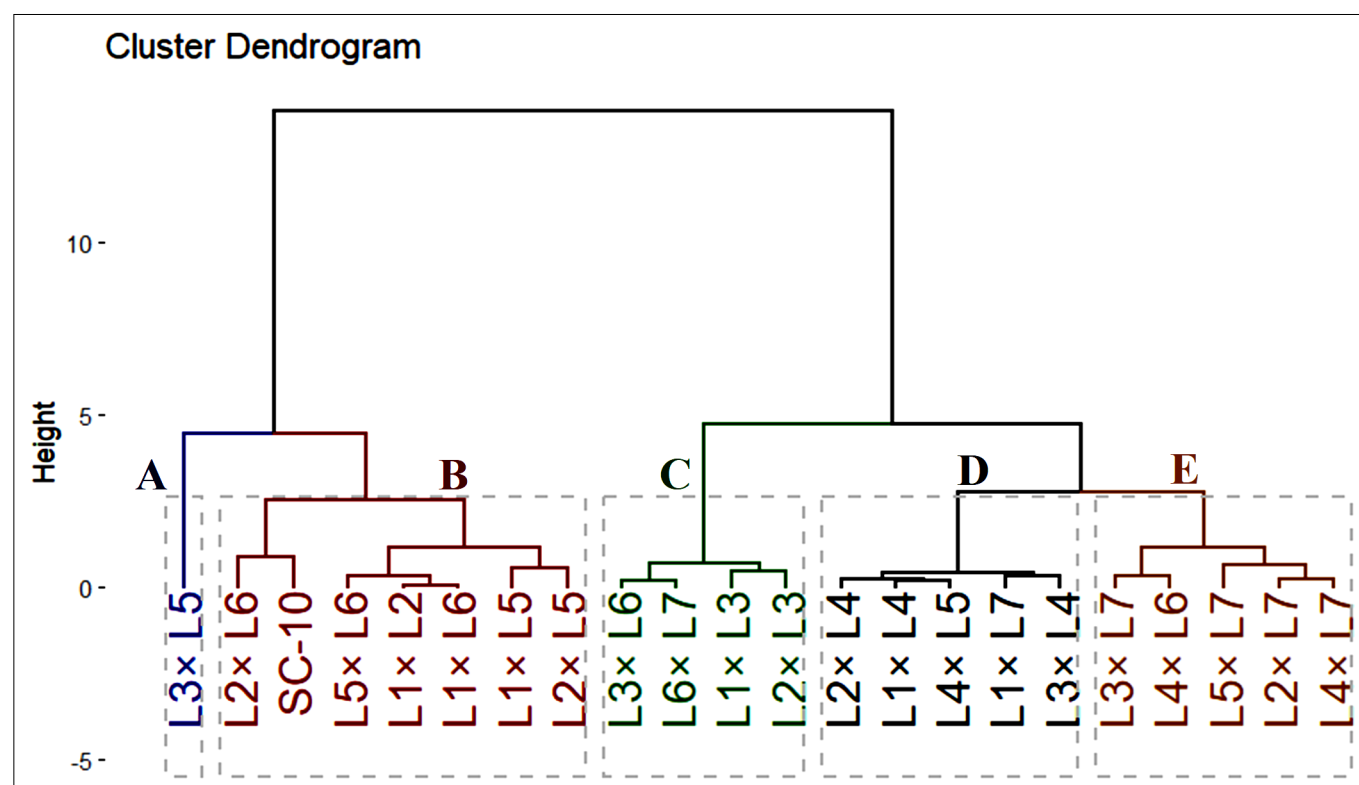 Cluster Dendrogram
Height
10
5
0
-5
A
B
C
D
E
L3× L5
L2× L6
SC-10
L5× L6
L1× L2
L1× L6
L1× L5
L2× L5
L3× L6
L6× L7
L1× L3
L2× L3
L2× L4
L1× L4
L4× L5
L1× L7
L3× L4
L3× L7
L4× L6
L5× L7
L2× L7
L4× L7